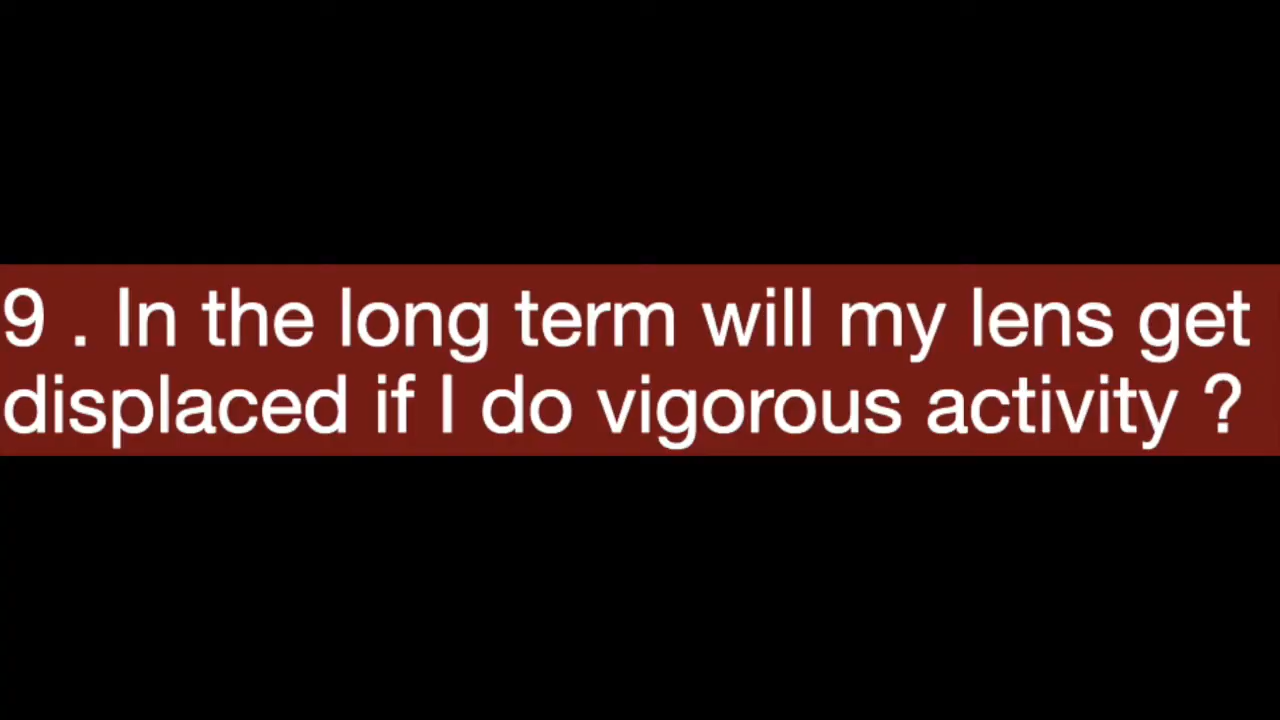 9 . In the long term will my lens get
displaced if I do vigorous activity ?